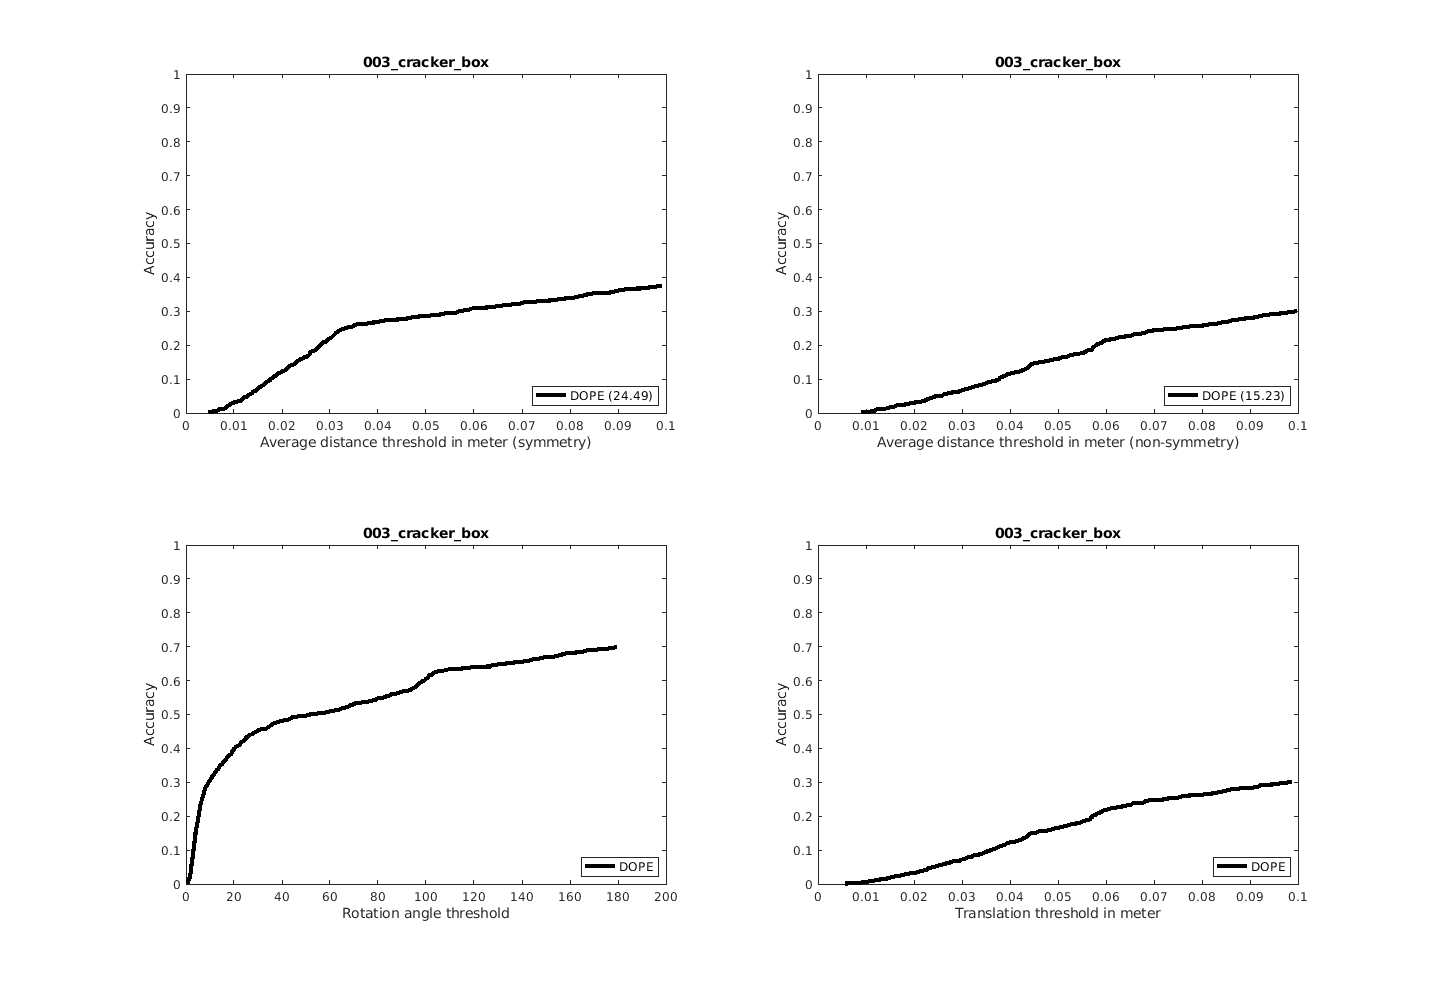 003_cracker_box
1
0.9
0.8
0.7
0.6
0.5
0.4
0.3
0.2
0.1
0
Accuracy
DOPE (24.49)
0 0.01 0.02 0.03 0.04 0.05 0.06 0.07 0.08 0.09 0.1
Average distance threshold in meter (symmetry)
003_cracker_box
1
0.9
0.8
0.7
0.6
0.5
0.4
0.3
0.2
0.1
0
Accuracy
DOPE (15.23)
0 0.01 0.02 0.03 0.04 0.05 0.06 0.07 0.08 0.09 0.1
Average distance threshold in meter (non-symmetry)
003_cracker_box
1
0.9
0.8
0.7
0.6
0.5
0.4
0.3
0.2
0.1
0
Accuracy
DOPE
0 20 40 60 80 100 120 140 160 180 200
Rotation angle threshold
003_cracker_box
1
0.9
0.8
0.7
0.6
0.5
0.4
0.3
0.2
0.1
0
Accuracy
DOPE
0 0.01 0.02 0.03 0.04 0.05 0.06 0.07 0.08 0.09 0.1
Translation threshold in meter